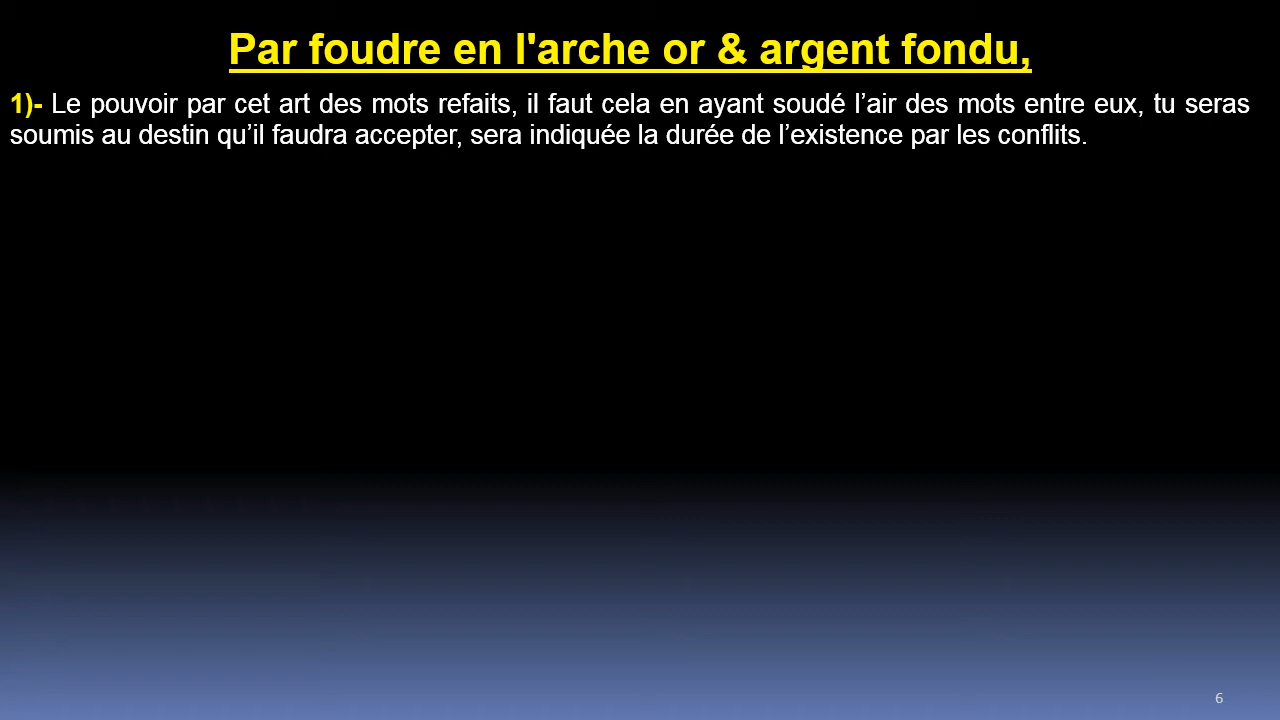 Par foudre en l'arche or & argent fondu,
1)- Le pouvoir par cet art des mots refaits, il faut cela en ayant soudé l’air des mots entre eux, tu seras
soumis au destin qu’il faudra accepter, sera indiquée la durée de l’existence par les conflits.
6